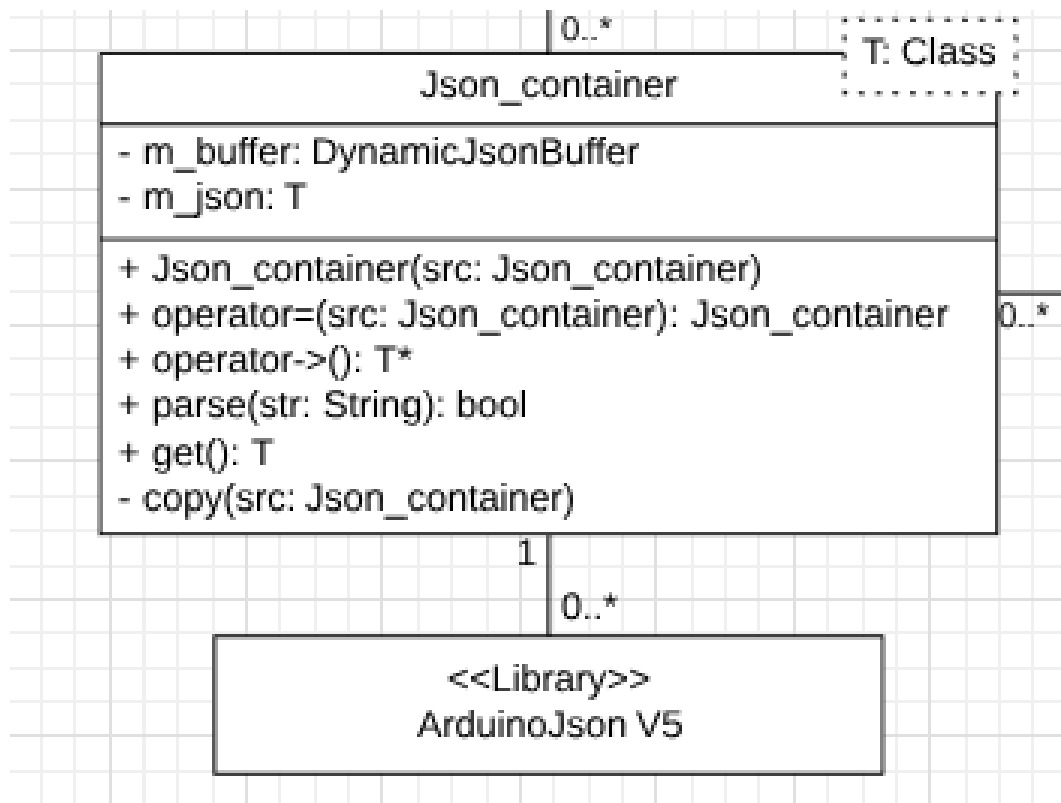 0..*
T: Class
Json_container
- m_buffer: DynamicJsonBuffer
- m_json: T
+ Json_container(src: Json_container)
+ operator=(src: Json_container): Json_container
0..*
+ operator->(): T*
+ parse(str: String): bool
+ get(): T
- copy(src: Json_container)
1
0..*
<<Library>>
ArduinoJson V5